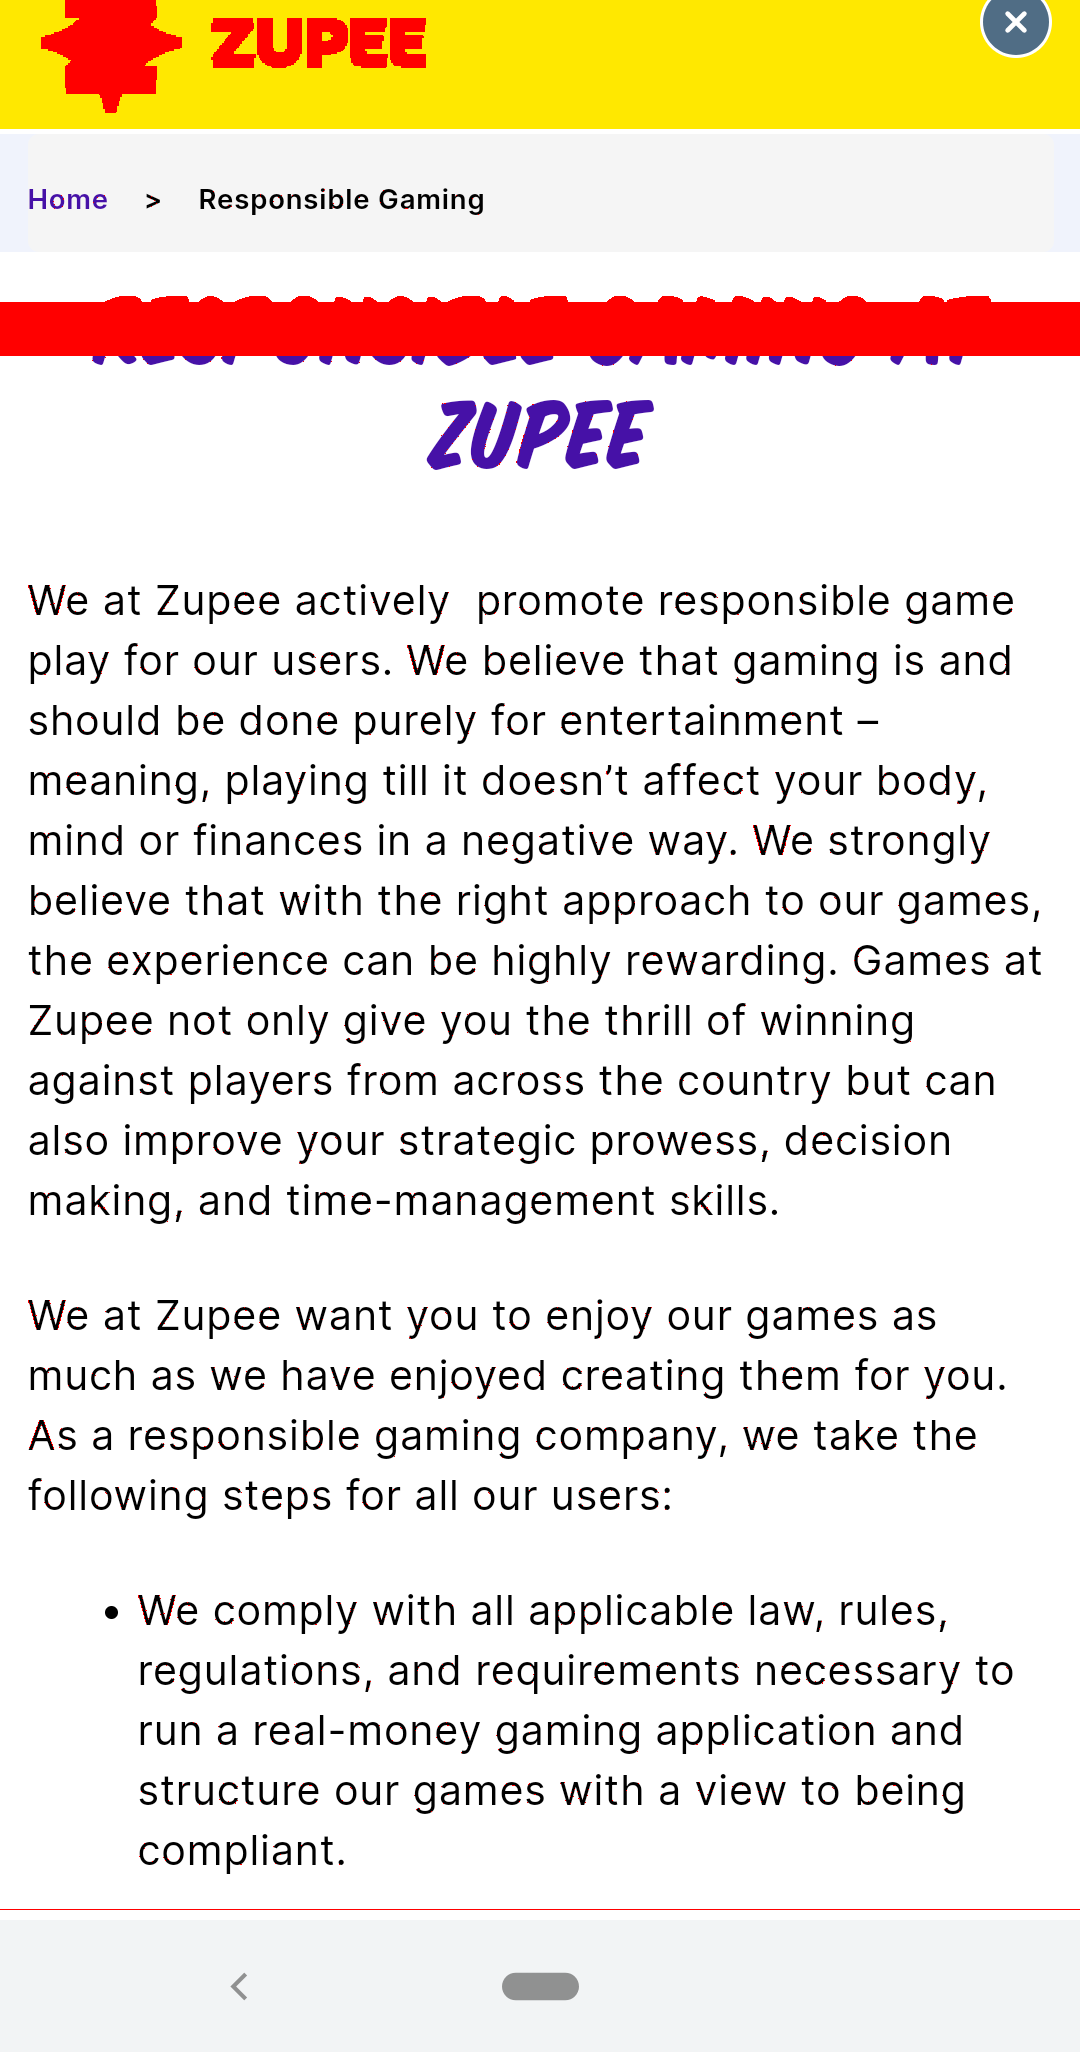 ZUPEE
Home > Responsible Gaming
RESPONSIBLE GAMING AT
ZUPEE
We at Zupee actively  promote responsible game
play for our users. We believe that gaming is and
should be done purely for entertainment –
meaning, playing till it doesn’t affect your body,
mind or finances in a negative way. We strongly
believe that with the right approach to our games,
the experience can be highly rewarding. Games at
Zupee not only give you the thrill of winning
against players from across the country but can
also improve your strategic prowess, decision
making, and time-management skills.
We at Zupee want you to enjoy our games as
much as we have enjoyed creating them for you.
As a responsible gaming company, we take the
following steps for all our users:
• We comply with all applicable law, rules,
regulations, and requirements necessary to
run a real-money gaming application and
structure our games with a view to being
compliant.